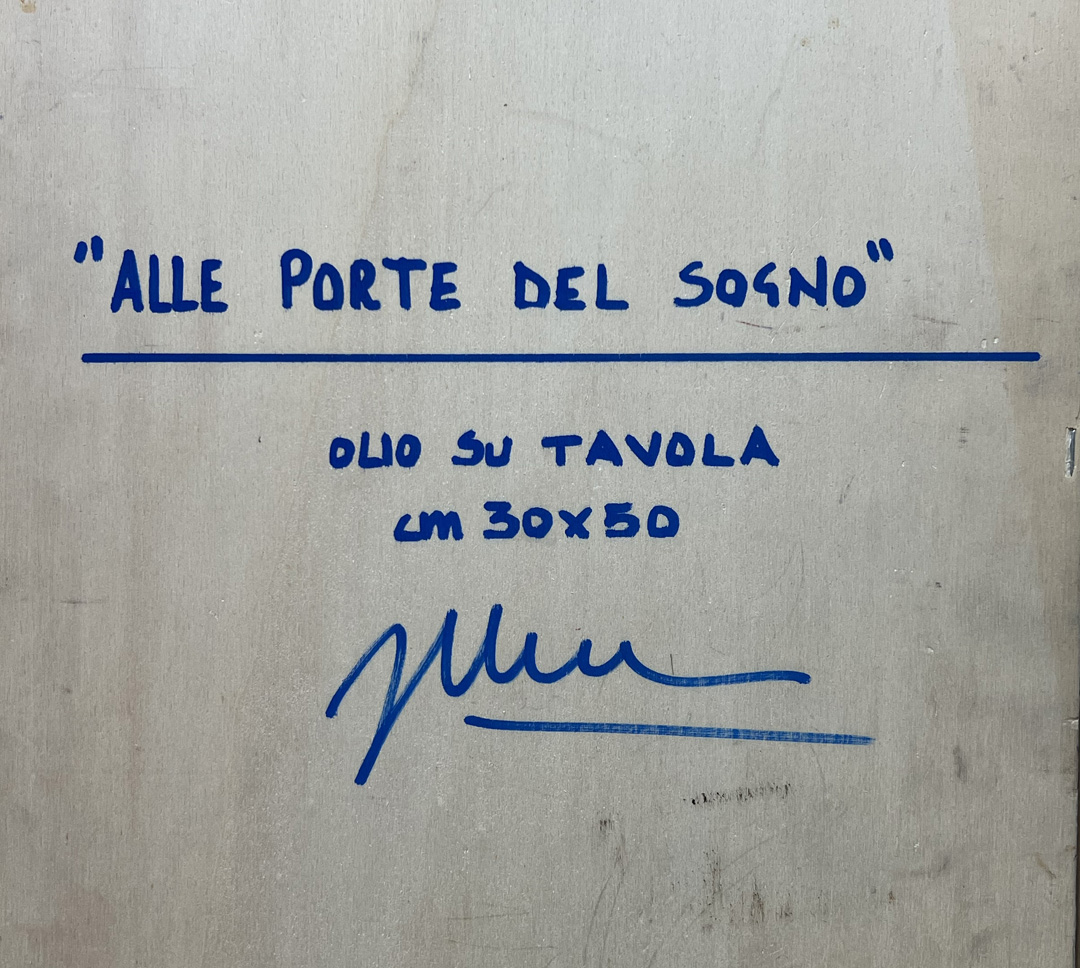 "ALLE PORTE DEL SOGNO"
OLIO SU TAVOLA
cm 30x50